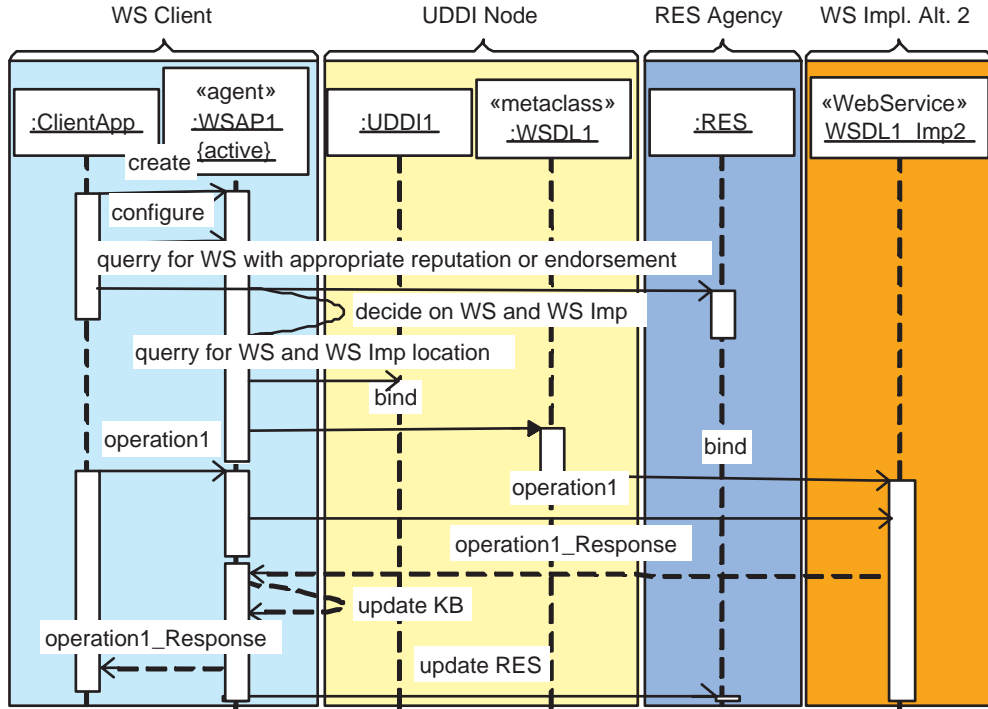 WS Client
UDDI Node
RES Agency
WS Impl. Alt. 2
:ClientApp
«agent»
:WSAP1
{active}
:UDDI1
«metaclass»
:WSDL1
:RES
«WebService»
WSDL1_Imp2
create
configure
querry for WS with appropriate reputation or endorsement
decide on WS and WS Imp
querry for WS and WS Imp location
bind
operation1
bind
operation1
operation1_Response
update KB
operation1_Response
update RES